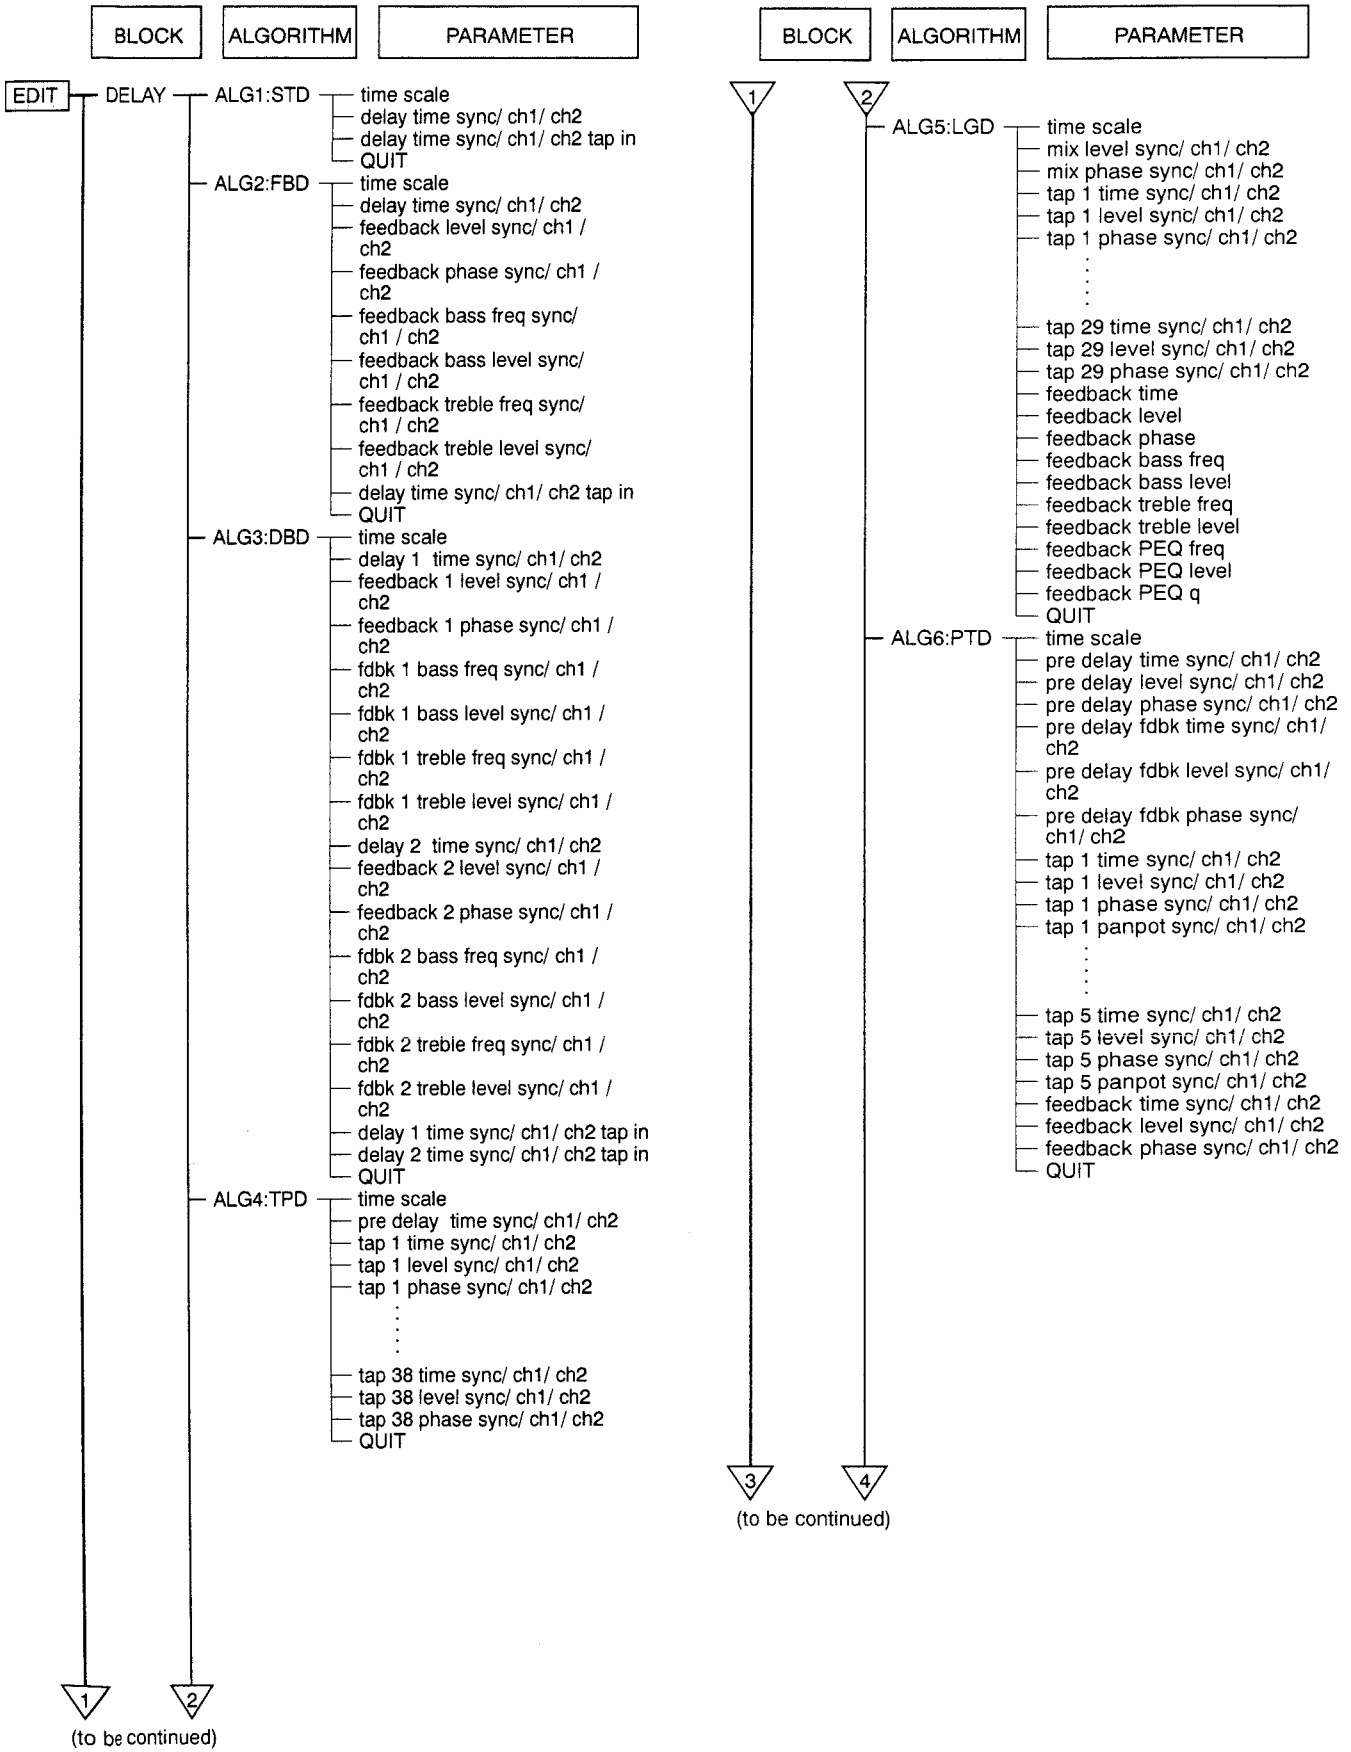 BLOCK ALGORITHM PARAMETER
EDIT DELAY ALG1:STD time scale
delay time sync/ ch1/ ch2
delay time sync/ ch1/ ch2 tap in
QUIT
ALG2:FBD time scale
delay time sync/ ch1/ ch2
feedback level sync/ ch1 /
ch2
feedback phase sync/ ch1 /
ch2
feedback bass freq sync/
ch1 / ch2
feedback bass level sync/
ch1 / ch2
feedback treble freq sync/
ch1 / ch2
feedback treble level sync/
ch1 / ch2
delay time sync/ ch1/ ch2 tap in
QUIT
ALG3:DBD time scale
delay 1 time sync/ ch1/ ch2
feedback 1 level sync/ ch1 /
ch2
feedback 1 phase sync/ ch1 /
ch2
fdbk 1 bass freq sync/ ch1 /
ch2
fdbk 1 bass level sync/ ch1 /
ch2
fdbk 1 treble freq sync/ ch1 /
ch2
fdbk 1 treble level sync/ ch1 /
ch2
delay 2 time sync/ ch1/ ch2
feedback 2 level sync/ ch1 /
ch2
feedback 2 phase sync/ ch1 /
ch2
fdbk 2 bass freq sync/ ch1 /
ch2
fdbk 2 bass level sync/ ch1 /
ch2
fdbk 2 treble freq sync/ ch1 /
ch2
fdbk 2 treble level sync/ ch1 /
ch2
delay 1 time sync/ ch1/ ch2 tap in
delay 2 time sync/ ch1/ ch2 tap in
QUIT
ALG4:TPD time scale
pre delay time sync/ ch1/ ch2
tap 1 time sync/ ch1/ ch2
tap 1 level sync/ ch1/ ch2
tap 1 phase sync/ ch1/ ch2
tap 38 time sync/ ch1/ ch2
tap 38 level sync/ ch1/ ch2
tap 38 phase sync/ ch1/ ch2
QUIT
1 2
(to be continued)
BLOCK ALGORITHM PARAMETER
1 2
ALG5:LGD time scale
mix level sync/ ch1/ ch2
mix phase sync/ ch1/ ch2
tap 1 time sync/ ch1/ ch2
tap 1 level sync/ ch1/ ch2
tap 1 phase sync/ ch1/ ch2
tap 29 time sync/ ch1/ ch2
tap 29 level sync/ ch1/ ch2
tap 29 phase sync/ ch1/ ch2
feedback time
feedback level
feedback phase
feedback bass freq
feedback bass level
feedback treble freq
feedback treble level
feedback PEQ freq
feedback PEQ level
feedback PEQ q
QUIT
ALG6:PTD time scale
pre delay time sync/ ch1/ ch2
pre delay level sync/ ch1/ ch2
pre delay phase sync/ ch1/ ch2
pre delay fdbk time sync/ ch1/
ch2
pre delay fdbk level sync/ ch1/
ch2
pre delay fdbk phase sync/
ch1/ ch2
tap 1 time sync/ ch1/ ch2
tap 1 level sync/ ch1/ ch2
tap 1 phase sync/ ch1/ ch2
tap 1 panpot sync/ ch1/ ch2
tap 5 time sync/ ch1/ ch2
tap 5 level sync/ ch1/ ch2
tap 5 phase sync/ ch1/ ch2
tap 5 panpot sync/ ch1/ ch2
feedback time sync/ ch1/ ch2
feedback level sync/ ch1/ ch2
feedback phase sync/ ch1/ ch2
QUIT
3 4
(to be continued)